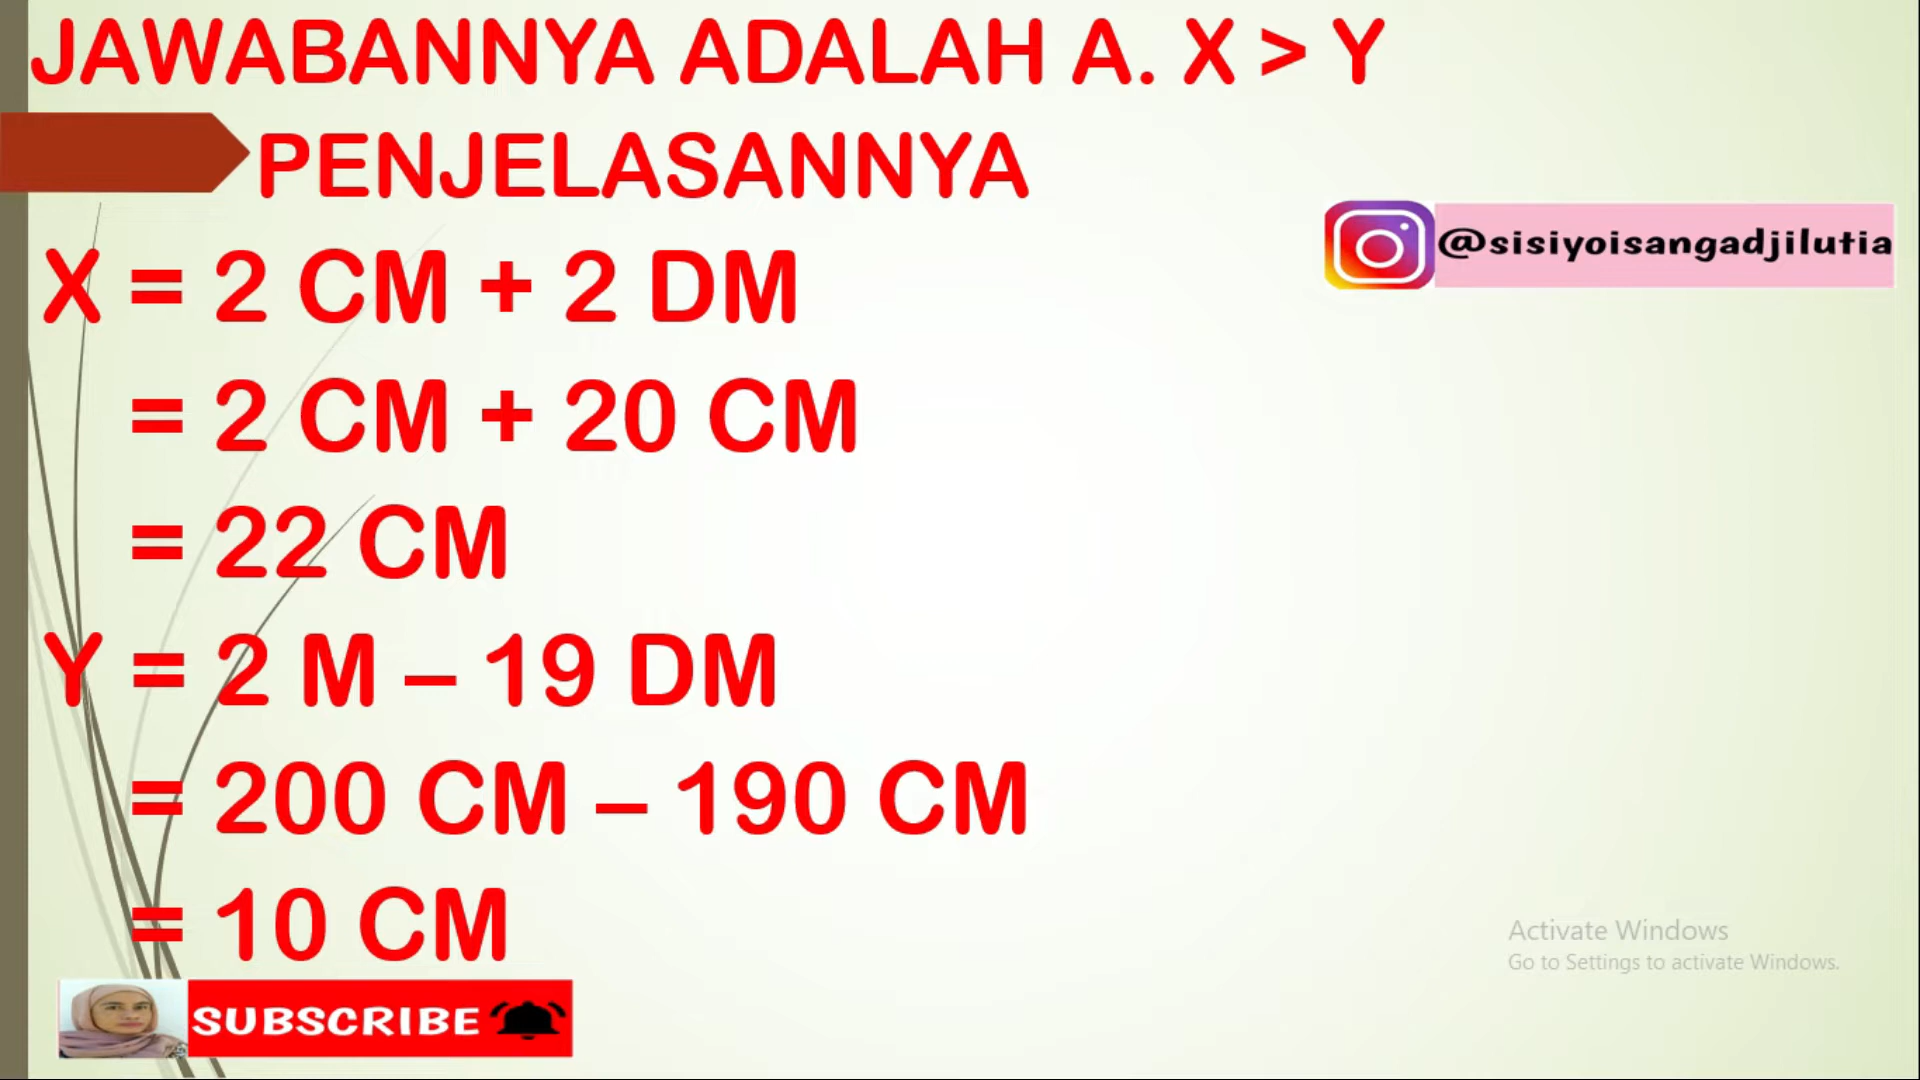 JAWABANNYA ADALAH A. X > Y
PENJELASANNYA
@sisiyoisangadjilutia
X = 2 CM + 2 DM
= 2 CM + 20 CM
= 22 CM
Y = 2 M – 19 DM
= 200 CM – 190 CM
= 10 CM
Activate Windows
Go to Settings to activate Windows.
SUBSCRIBE